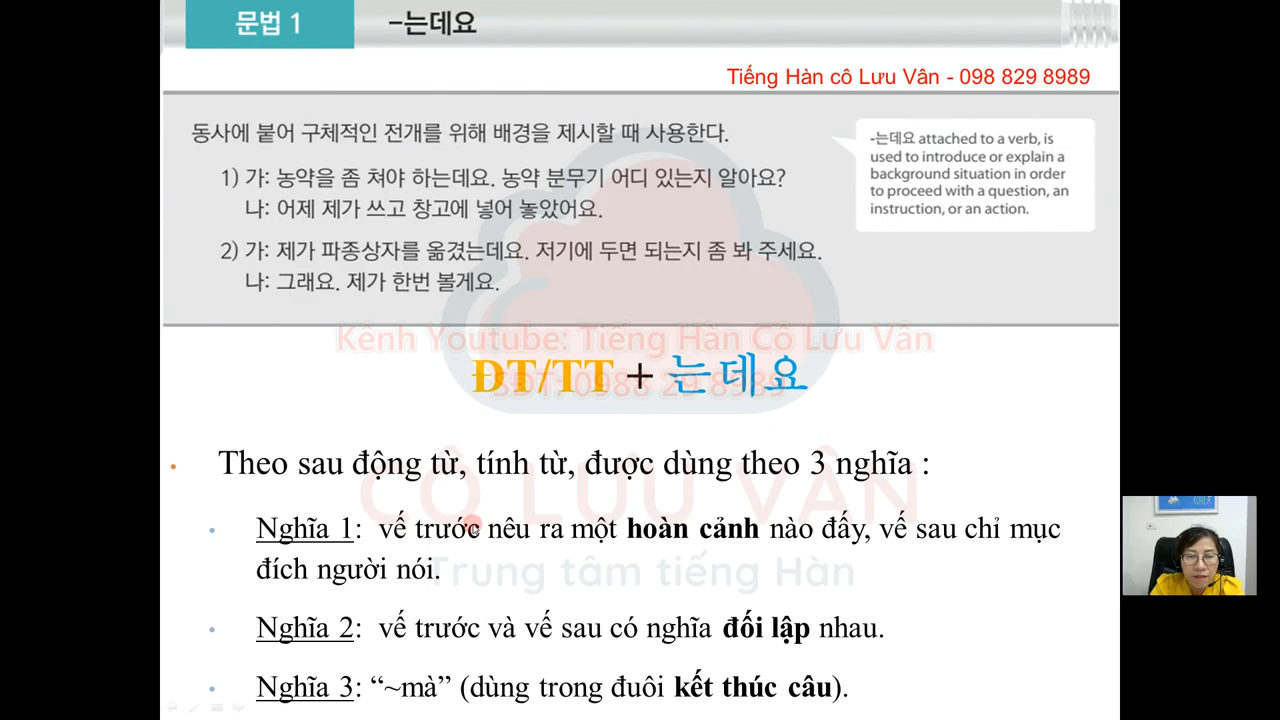 문법 1 -는데요
Tiếng Hàn cô Lưu Vân - 098 829 8989
동사에 붙어 구체적인 전개를 위해 배경을 제시할 때 사용한다.
1) 가: 농약을 좀 쳐야 하는데요. 농약 분무기 어디 있는지 알아요?
나: 어제 제가 쓰고 창고에 넣어 놓았어요.
2) 가: 제가 파종상자를 옮겼는데요. 저기에 두면 되는지 좀 봐 주세요.
나: 그래요. 제가 한번 볼게요.
-는데요 attached to a verb, is
used to introduce or explain a
background situation in order
to proceed with a question, an
instruction, or an action.
Kênh Youtube: Tiếng Hàn Cô Lưu Vân
ĐT/TT + 는데요
SĐT: 0988 29 8989
Theo sau động từ, tính từ, được dùng theo 3 nghĩa :
CÔ LƯU VÂN
Nghĩa 1: vế trước nêu ra một hoàn cảnh nào đấy, vế sau chỉ mục
đích người nói.
Trung tâm tiếng Hàn
Nghĩa 2: vế trước và vế sau có nghĩa đối lập nhau.
Nghĩa 3: “~mà” (dùng trong đuôi kết thúc câu).